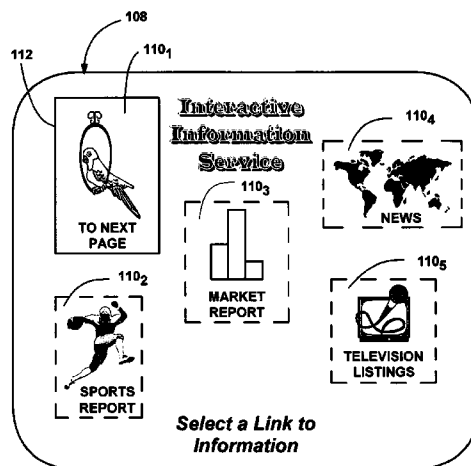 108
110₁
112
Interactive
Information
Service
TO NEXT
PAGE
110₄
NEWS
110₃
MARKET
REPORT
110₂
SPORTS
REPORT
110₅
TELEVISION
LISTINGS
Select a Link to
Information